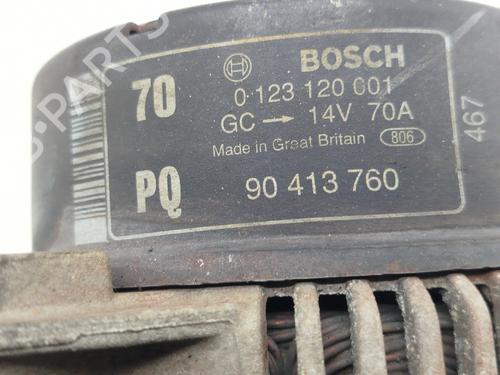 BOSCH
70
0 123 120 001
GC → 14V 70A
Made in Great Britain 806
PQ
90 413 760
467
B-PARTS